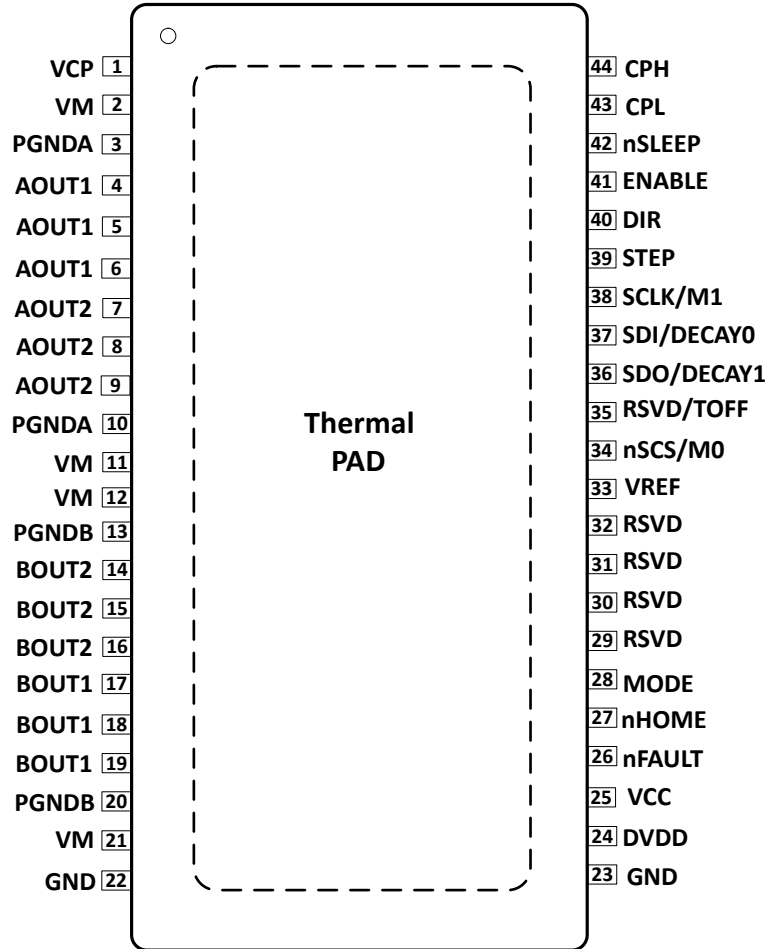 VCP 1
VM 2
PGNDA 3
AOUT1 4
AOUT1 5
AOUT1 6
AOUT2 7
AOUT2 8
AOUT2 9
PGNDA 10
VM 11
VM 12
PGNDB 13
BOUT2 14
BOUT2 15
BOUT2 16
BOUT1 17
BOUT1 18
BOUT1 19
PGNDB 20
VM 21
GND 22
Thermal
PAD
44 CPH
43 CPL
42 nSLEEP
41 ENABLE
40 DIR
39 STEP
38 SCLK/M1
37 SDI/DECAY0
36 SDO/DECAY1
35 RSVD/TOFF
34 nSCS/M0
33 VREF
32 RSVD
31 RSVD
30 RSVD
29 RSVD
28 MODE
27 nHOME
26 nFAULT
25 VCC
24 DVDD
23 GND